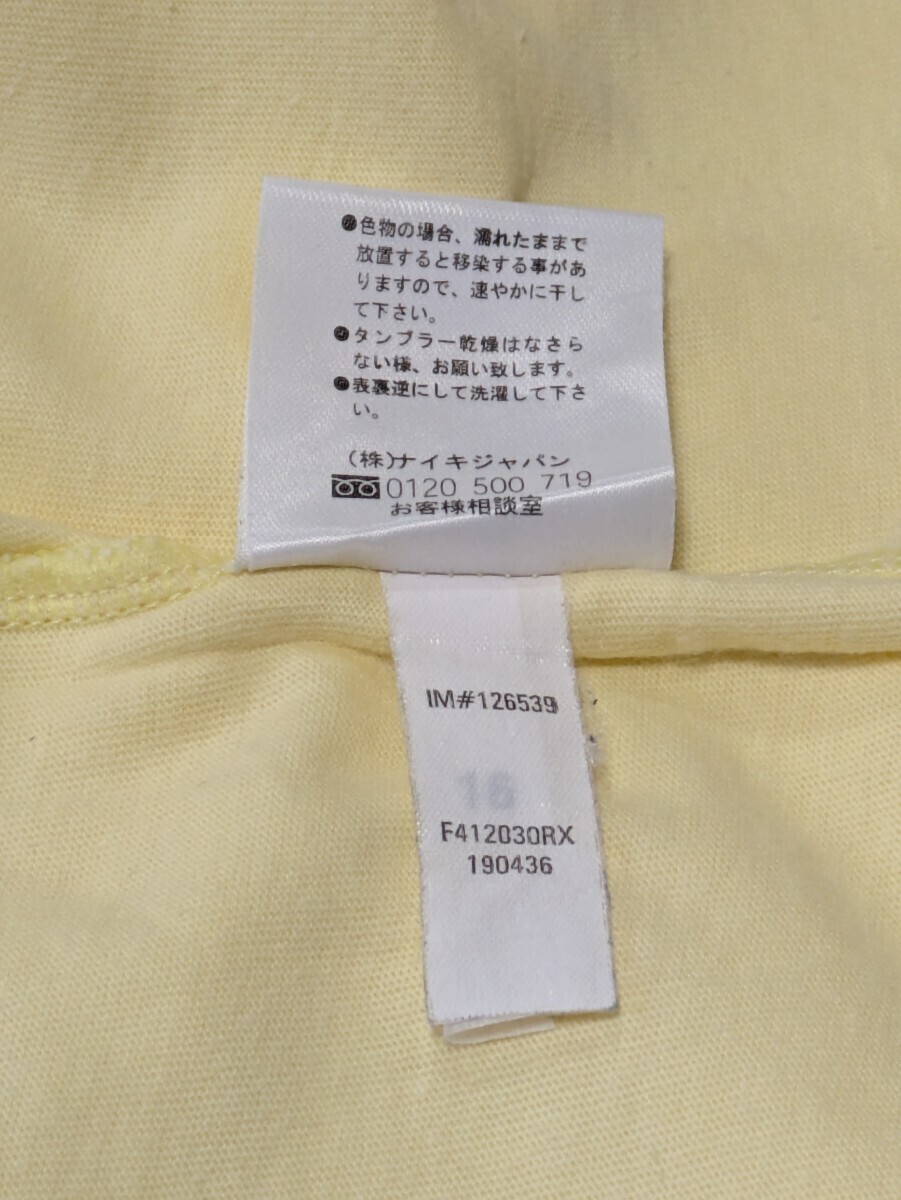 ●色物の場合、濡れたままで
放置すると移染する事があ
りますので、速やかに干し
て下さい。
●タンブラー乾燥はなさら
ない様、お願い致します。
●表裏逆にして洗濯して下さ
い。
(株)ナイキジャパン
0120 500 719
お客様相談室
IM#126539
16
F412030RX
190436